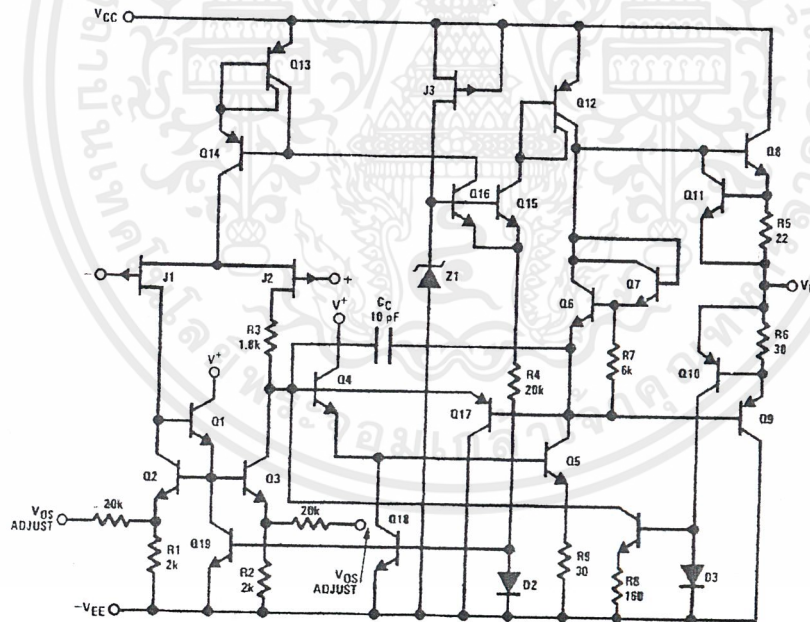 VCC
Q13
J3
Q12
Q14
Q8
Q16
Q15
Q11
R5
22
J1
J2
Z1
Q7
Q6
R3
1.8k
V+
CC
10 pF
R6
30
R7
6k
R4
20k
Q10
V+
Q4
Q17
Q9
Q1
Q2
Q3
Q5
20k
20k
VOS
ADJUST
Q18
Q19
R1
2k
R2
2k
VOS
ADJUST
D2
R9
30
R8
160
D3
-VEE